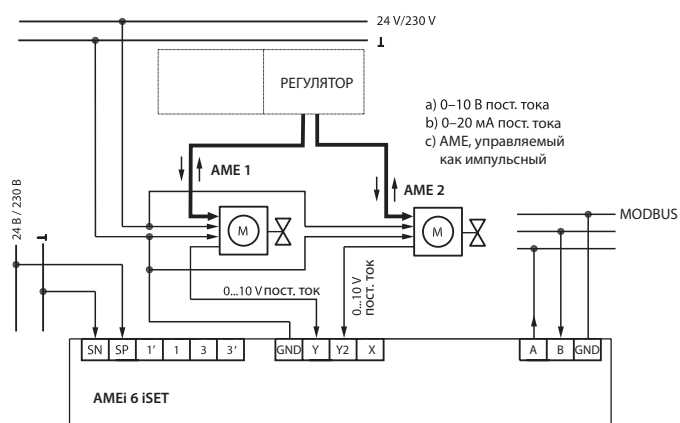 24 V/230 V
РЕГУЛЯТОР
a) 0–10 В пост. тока
b) 0–20 мА пост. тока
c) AME, управляемый
как импульсный
AME 1
AME 2
24 В / 230 В
M
M
MODBUS
0...10 V пост. ток
0...10 V
пост. ток
SN SP 1′ 1 3 3′ GND Y Y2 X A B GND
AMEi 6 iSET